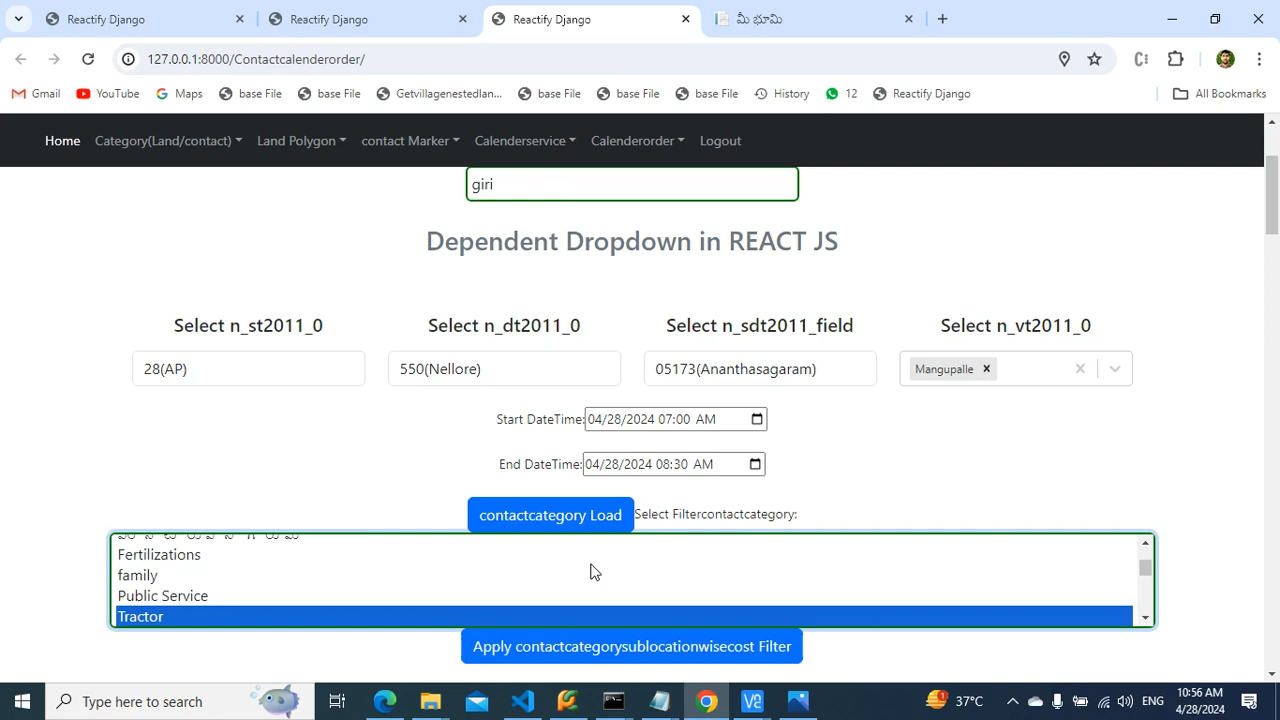 Reactify Django
Reactify Django
Reactify Django
మీ భూమి
127.0.0.1:8000/Contactcalenderorder/
Gmail YouTube Maps base File base File Getvillagenestedlan... base File base File base File History 12 Reactify Django All Bookmarks
Home Category(Land/contact) Land Polygon contact Marker Calenderservice Calenderorder Logout
giri
Dependent Dropdown in REACT JS
Select n_st2011_0 Select n_dt2011_0 Select n_sdt2011_field Select n_vt2011_0
28(AP) 550(Nellore) 05173(Ananthasagaram) Mangupalle
Start DateTime: 04/28/2024 07:00 AM
End DateTime: 04/28/2024 08:30 AM
contactcategory Load Select Filtercontactcategory:
Fertilizations
family
Public Service
Tractor
Apply contactcategorysublocationwisecost Filter
Type here to search 37°C ENG 10:56 AM
4/28/2024